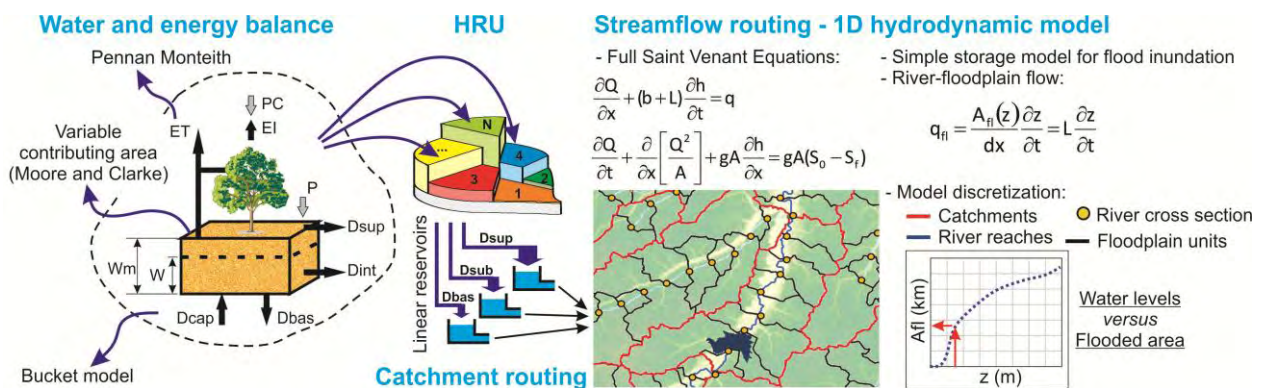 Water and energy balance
Pennan Monteith
PC
EI
ET
Variable
contributing area
(Moore and Clarke)
P
Dsup
Wm
W
Dint
Dcap
Dbas
Bucket model
HRU
N
...
4
3
2
1
Linear reservoirs
Dsup
Dsub
Dbas
Catchment routing
Streamflow routing - 1D hydrodynamic model
- Full Saint Venant Equations:
∂Q/∂x + (b + L) ∂h/∂t = q
∂Q/∂t + ∂/∂x [Q²/A] + gA ∂h/∂x = gA(S₀ − S_f)
- Simple storage model for flood inundation
- River-floodplain flow:
q_fl = A_fl(z)/dx ∂z/∂t = L ∂z/∂t
- Model discretization:
Catchments
River cross section
River reaches
Floodplain units
Afl (km)
z (m)
Water levels
versus
Flooded area